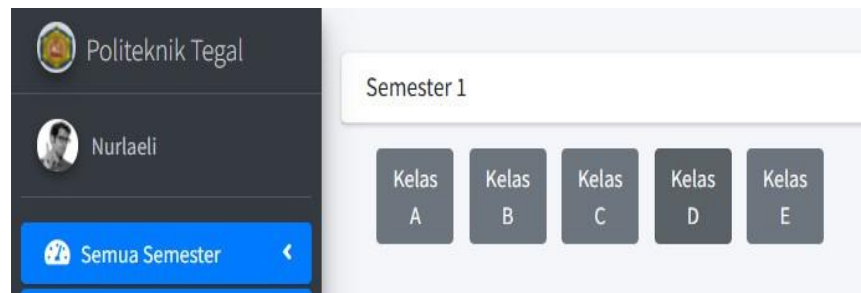 Politeknik Tegal
Nurlaeli
Semua Semester
Semester 1
Kelas Kelas Kelas Kelas Kelas
A B C D E